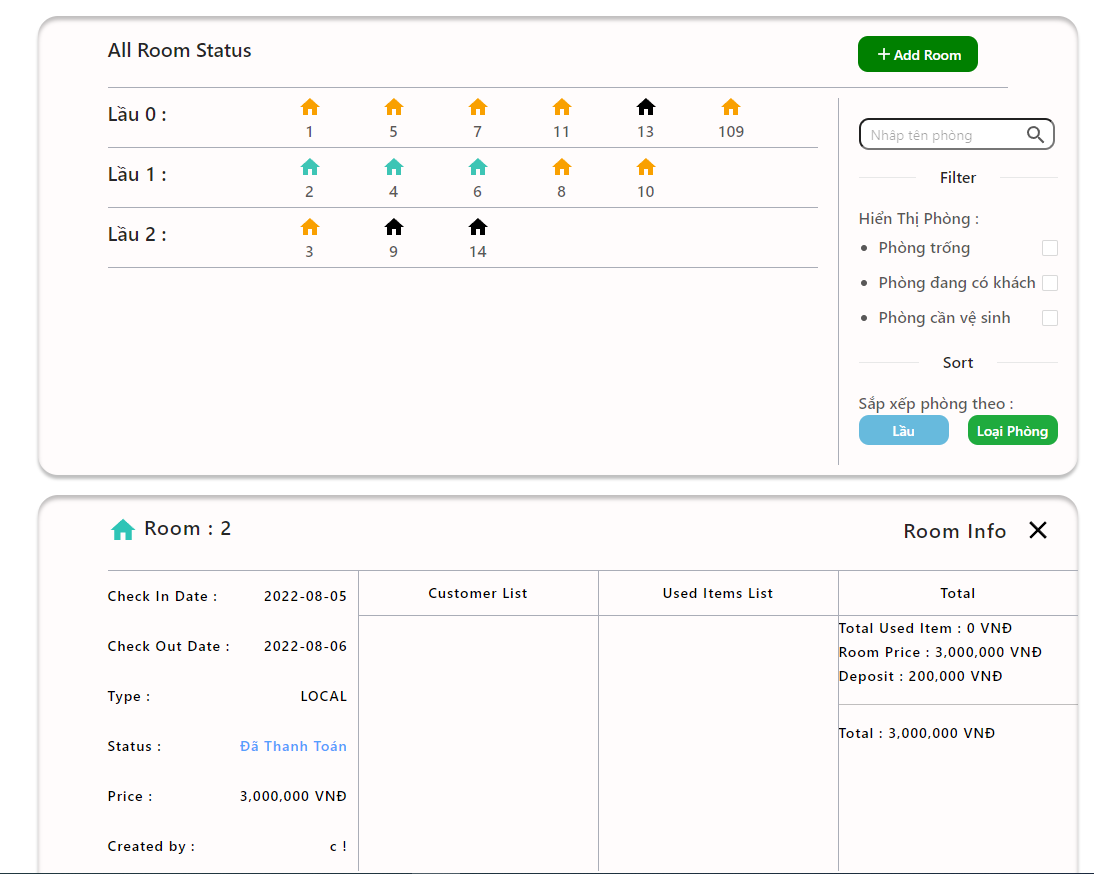 All Room Status
+ Add Room
Lầu 0 :
1 5 7 11 13 109
Lầu 1 :
2 4 6 8 10
Lầu 2 :
3 9 14
Nhập tên phòng
Filter
Hiển Thị Phòng :
Phòng trống
Phòng đang có khách
Phòng cần vệ sinh
Sort
Sắp xếp phòng theo :
Lầu Loại Phòng
Room : 2
Room Info
Check In Date : 2022-08-05
Check Out Date : 2022-08-06
Type : LOCAL
Status : Đã Thanh Toán
Price : 3,000,000 VNĐ
Created by : c !
Customer List
Used Items List
Total
Total Used Item : 0 VNĐ
Room Price : 3,000,000 VNĐ
Deposit : 200,000 VNĐ
Total : 3,000,000 VNĐ